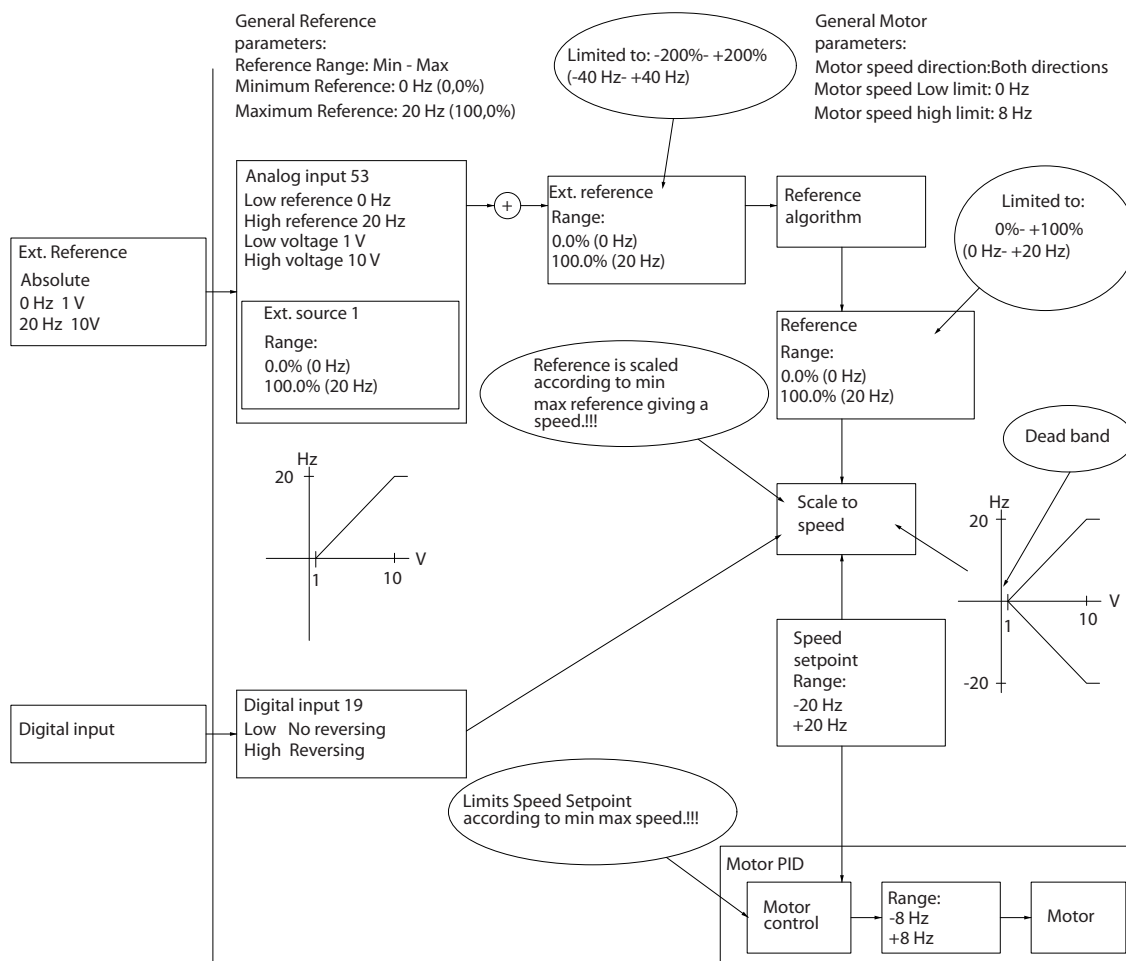 General Reference
parameters:
Reference Range: Min - Max
Minimum Reference: 0 Hz (0,0%)
Maximum Reference: 20 Hz (100,0%)
Limited to: -200%- +200%
(-40 Hz- +40 Hz)
General Motor
parameters:
Motor speed direction:Both directions
Motor speed Low limit: 0 Hz
Motor speed high limit: 8 Hz
Ext. Reference
Absolute
0 Hz 1 V
20 Hz 10V
Analog input 53
Low reference 0 Hz
High reference 20 Hz
Low voltage 1 V
High voltage 10 V
Ext. source 1
Range:
0.0% (0 Hz)
100.0% (20 Hz)
+
Ext. reference
Range:
0.0% (0 Hz)
100.0% (20 Hz)
Reference
algorithm
Limited to:
0%- +100%
(0 Hz- +20 Hz)
Reference
Range:
0.0% (0 Hz)
100.0% (20 Hz)
Reference is scaled
according to min
max reference giving a
speed.!!!
Hz
20
1
10
V
Scale to
speed
Dead band
Hz
20
V
1
10
-20
Speed
setpoint
Range:
-20 Hz
+20 Hz
Digital input
Digital input 19
Low No reversing
High Reversing
Limits Speed Setpoint
according to min max speed.!!!
Motor PID
Motor
control
Range:
-8 Hz
+8 Hz
Motor